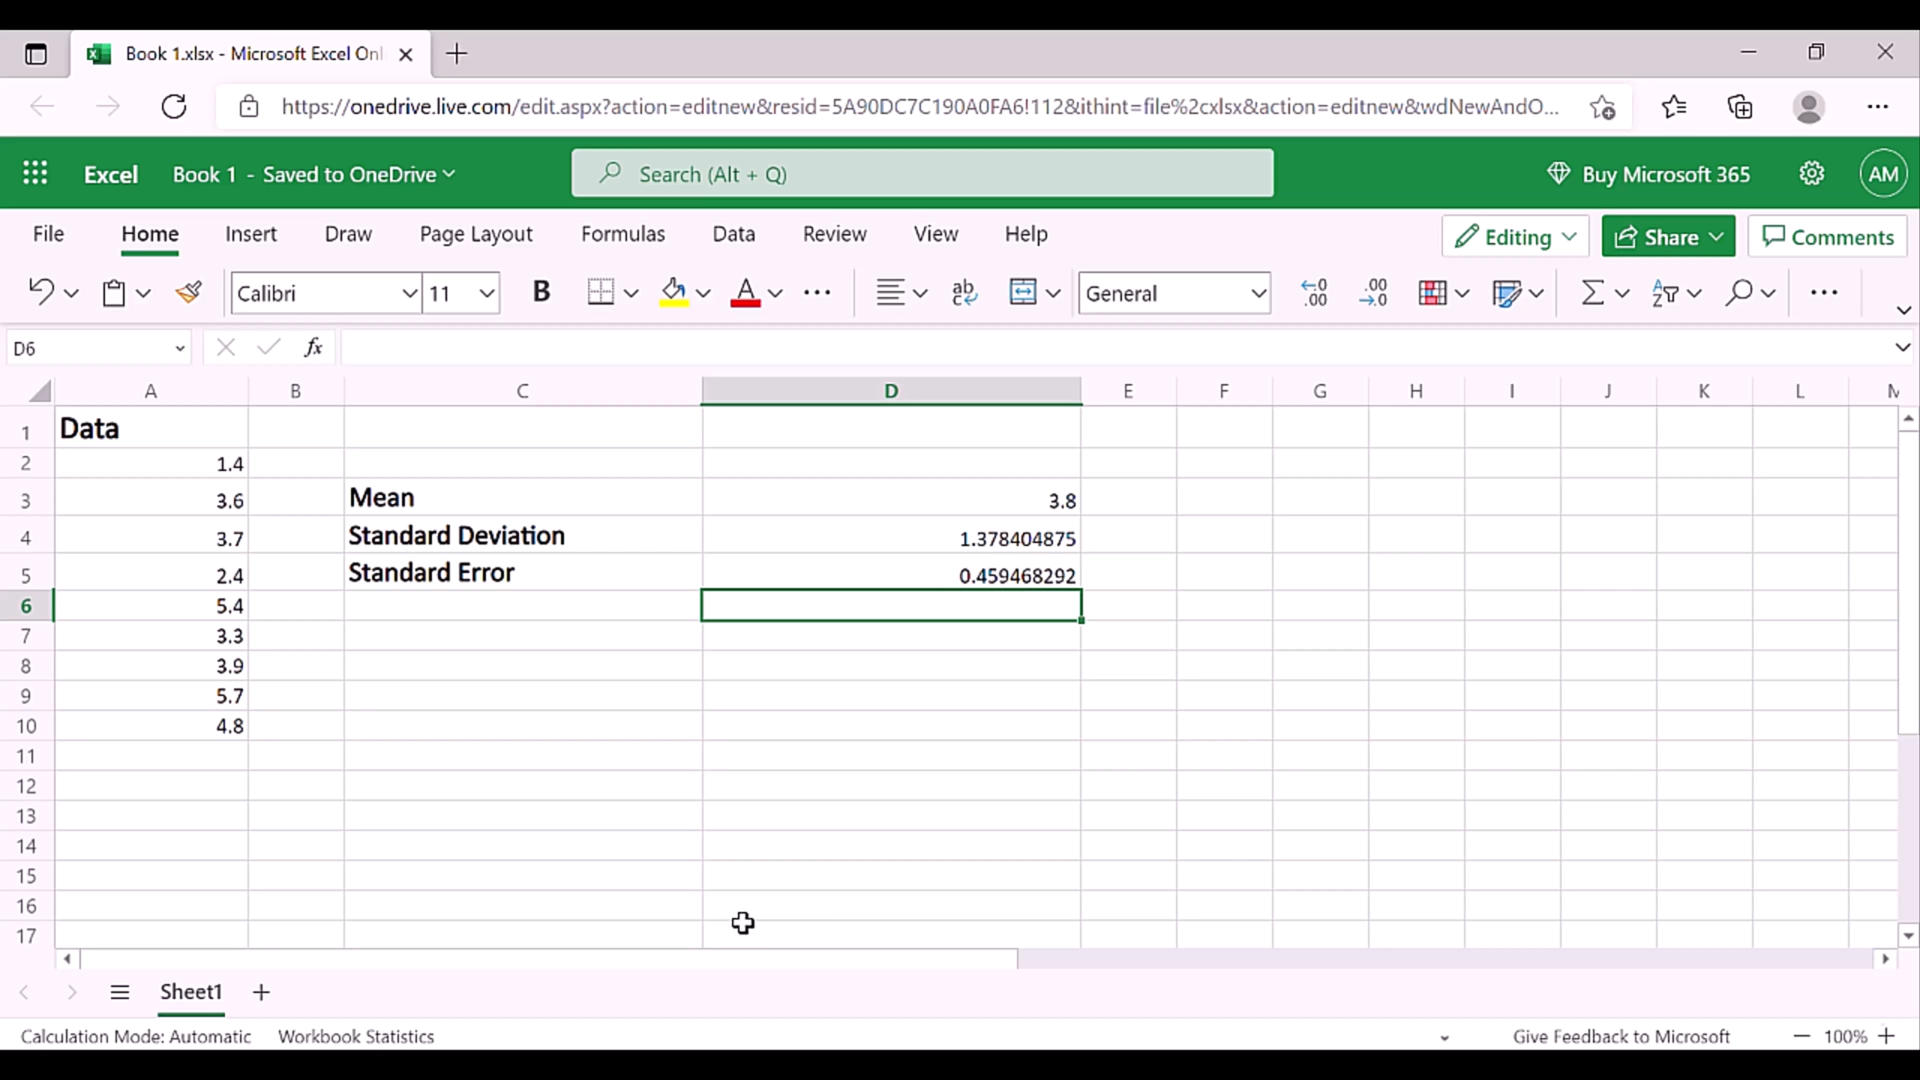 Book 1.xlsx - Microsoft Excel Onl
https://onedrive.live.com/edit.aspx?action=editnew&resid=5A90DC7C190A0FA6!112&ithint=file%2cxlsx&action=editnew&wdNewAndO...
Excel Book 1 - Saved to OneDrive Search (Alt + Q) Buy Microsoft 365 AM
File Home Insert Draw Page Layout Formulas Data Review View Help Editing Share Comments
Calibri 11 B A ab c General .00 .00 A Z
D6 fx
A B C D E F G H I J K L M
1 Data
2 1.4
3 3.6 Mean 3.8
4 3.7 Standard Deviation 1.378404875
5 2.4 Standard Error 0.459468292
6 5.4
7 3.3
8 3.9
9 5.7
10 4.8
11
12
13
14
15
16
17
Sheet1
Calculation Mode: Automatic Workbook Statistics Give Feedback to Microsoft 100%